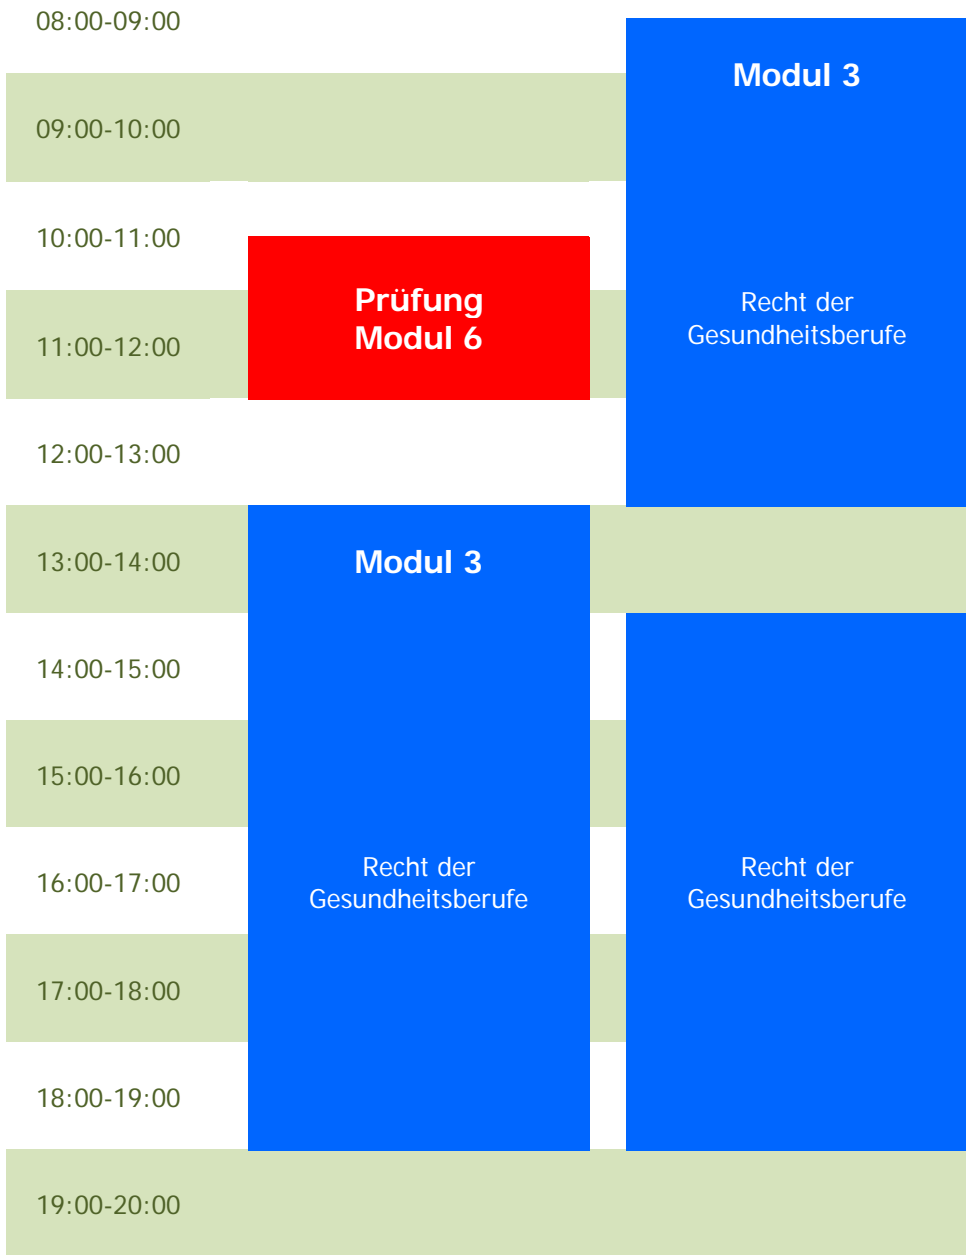 08:00-09:00
Modul 3
09:00-10:00
10:00-11:00
Prüfung
Modul 6
Recht der
Gesundheitsberufe
11:00-12:00
12:00-13:00
13:00-14:00
Modul 3
14:00-15:00
15:00-16:00
16:00-17:00
Recht der
Gesundheitsberufe
Recht der
Gesundheitsberufe
17:00-18:00
18:00-19:00
19:00-20:00